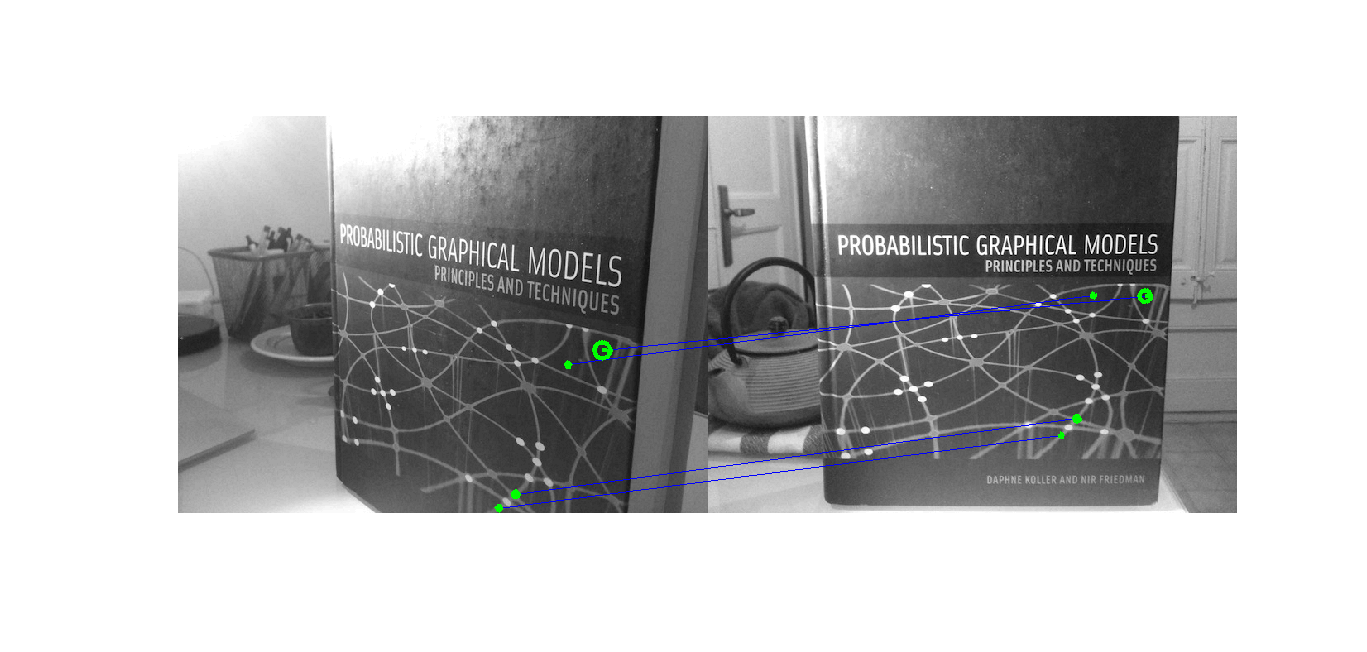 PROBABILISTIC GRAPHICAL MODELS
PRINCIPLES AND TECHNIQUES
PROBABILISTIC GRAPHICAL MODELS
PRINCIPLES AND TECHNIQUES
DAPHNE KOLLER AND NIR FRIEDMAN